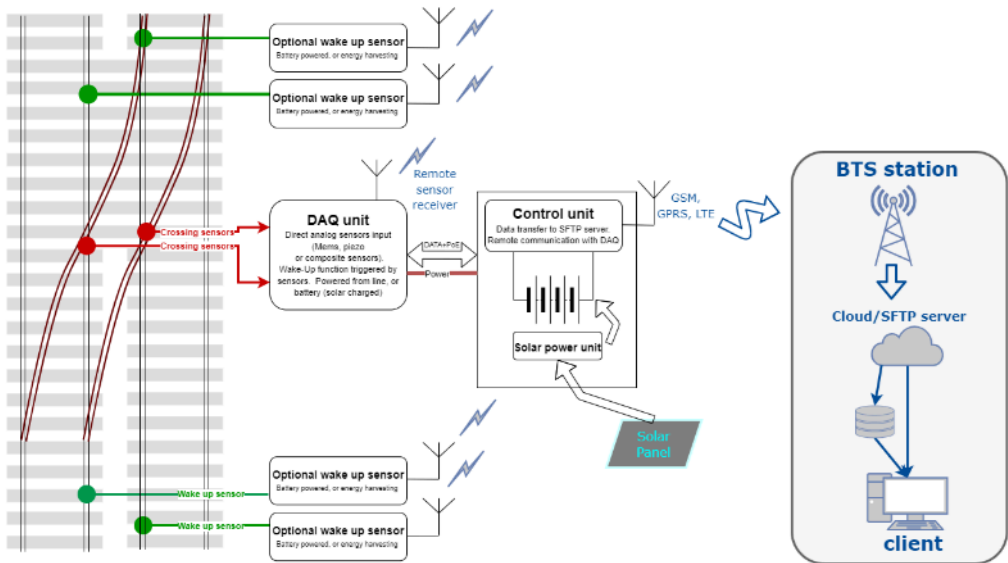 Optional wake up sensor
Battery powered, or energy harvesting
Optional wake up sensor
Battery powered, or energy harvesting
Remote
sensor
receiver
DAQ unit
Direct analog sensors input
(Mems, piezo
or composite sensors).
Wake-Up function triggered by
sensors. Powered from line, or
battery (solar charged)
Crossing sensors
Crossing sensors
DATA+PoE
Power
Control unit
Data transfer to SFTP server.
Remote communication with DAQ
Solar power unit
Solar
Panel
GSM,
GPRS, LTE
BTS station
Cloud/SFTP server
client
Wake up sensor
Optional wake up sensor
Battery powered, or energy harvesting
Wake up sensor
Optional wake up sensor
Battery powered, or energy harvesting